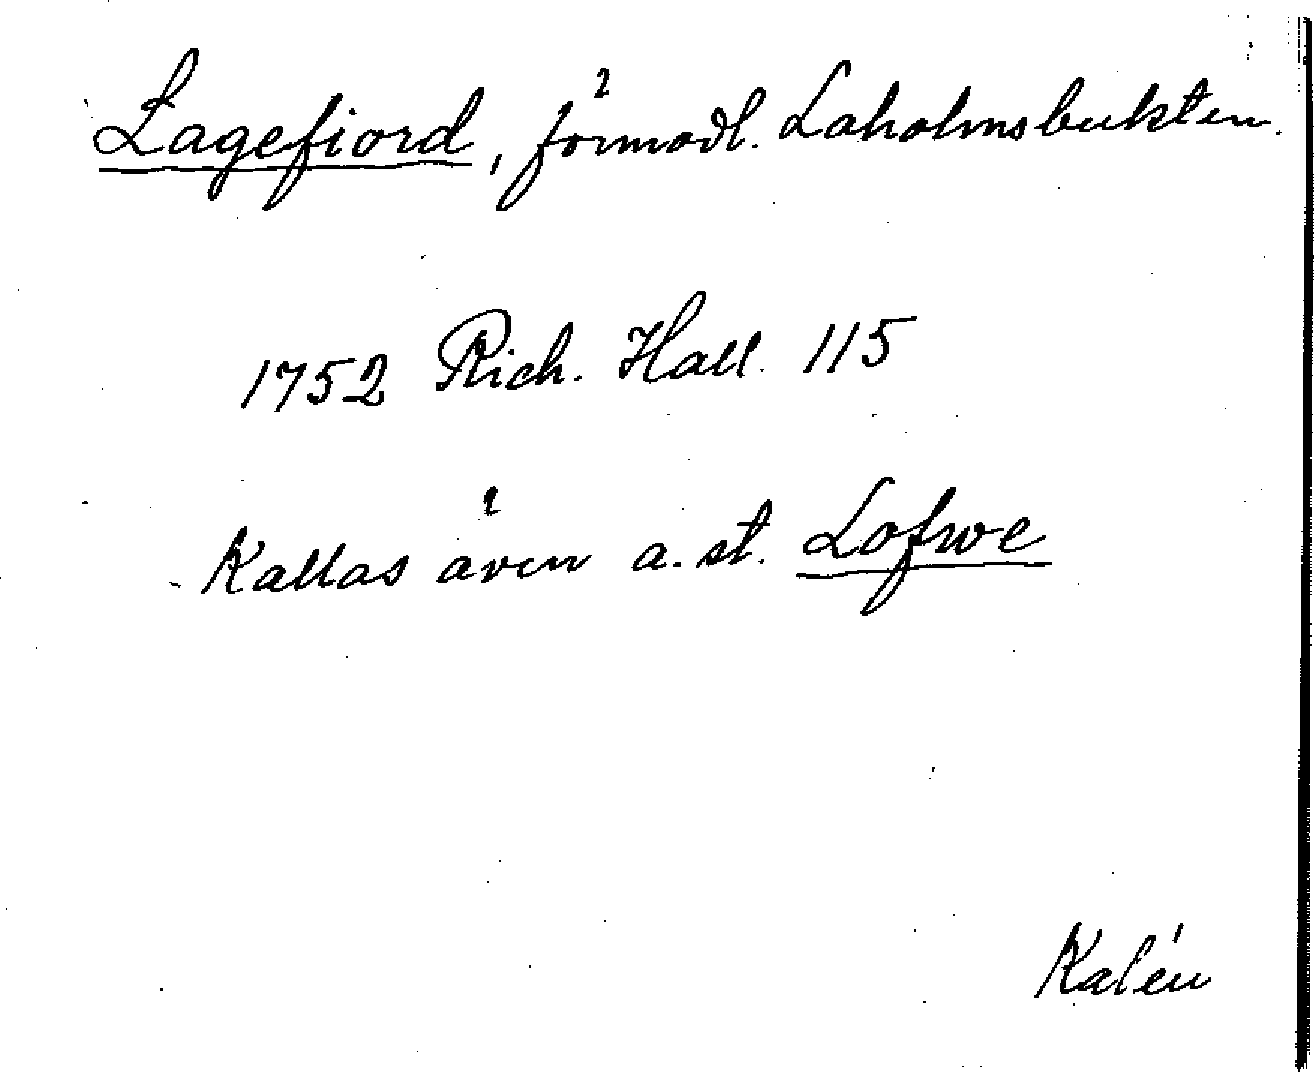 Lagefiord, förmodl. Laholmsbukten.
1752 Rich. Hall. 115
Kallas även a. st. Lofwe
Kalén